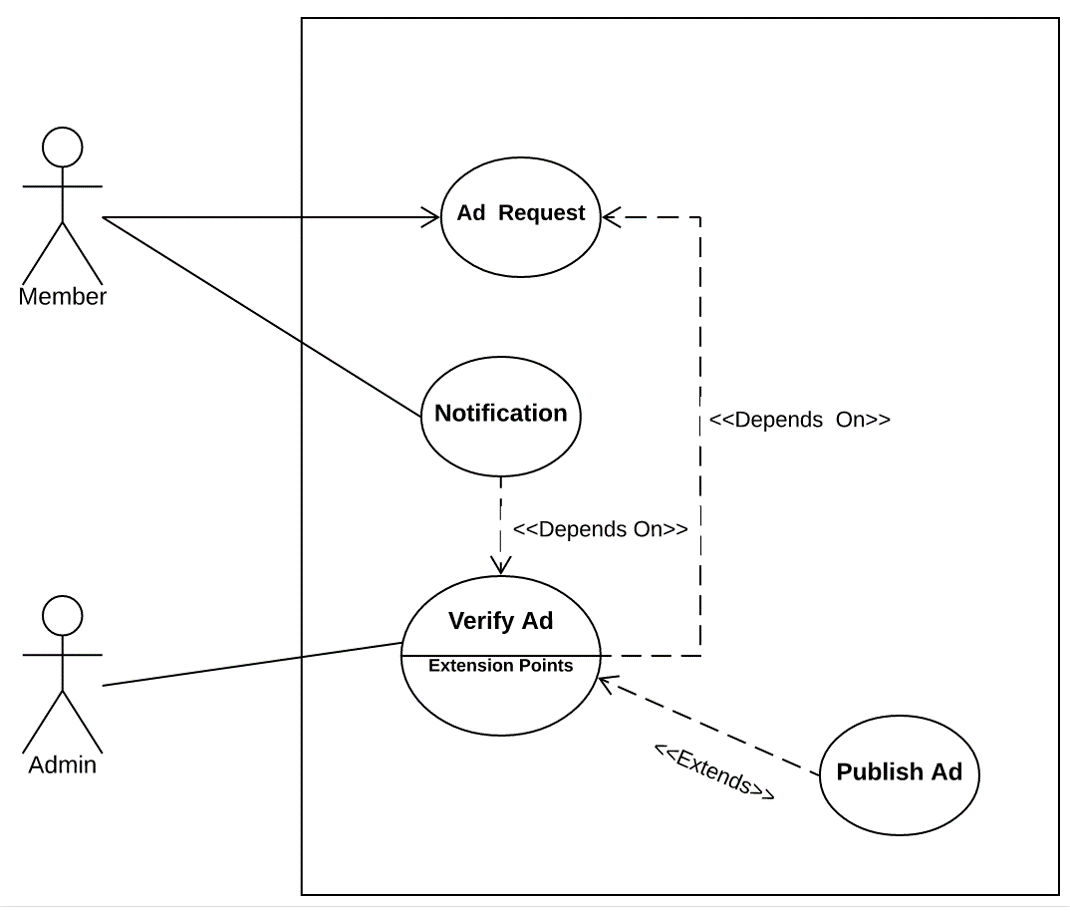 Ad  Request
Member
Notification
<<Depends  On>>
<<Depends On>>
Verify Ad
Extension Points
Admin
<<Extends>>
Publish Ad